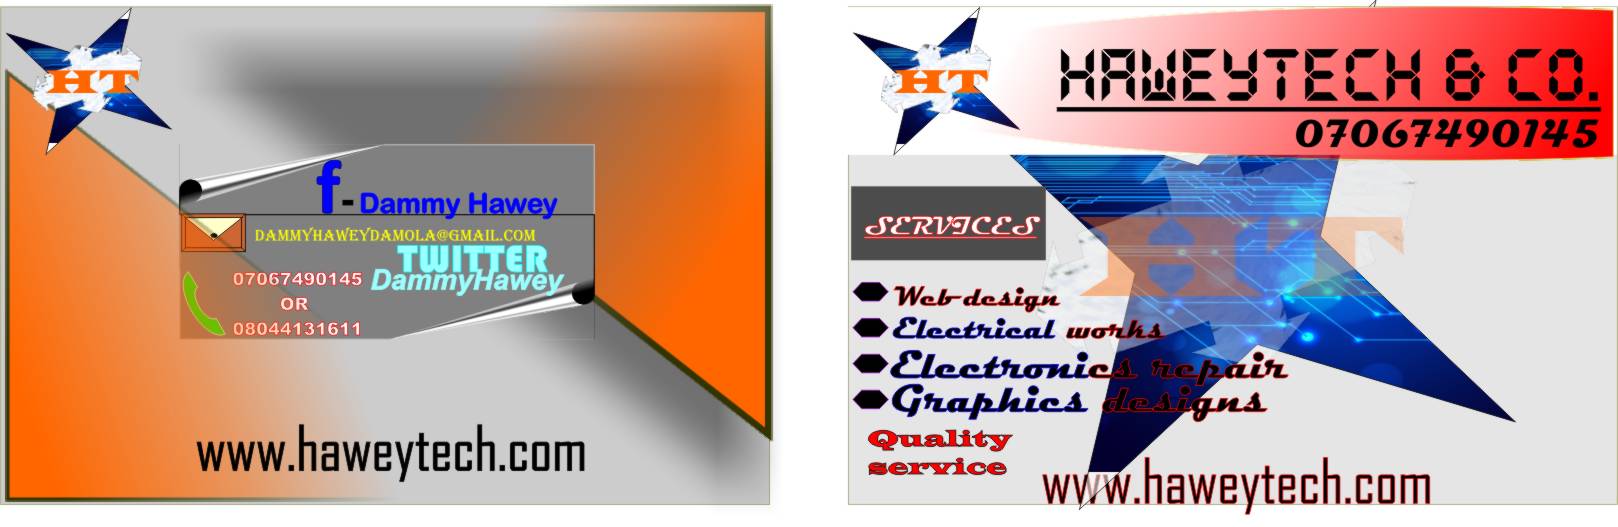 HT
f - Dammy Hawey
DAMMYHAWEYDAMOLA@GMAIL.COM
TWITTER
DammyHawey
07067490145
OR
08044131611
www.haweytech.com
HT
HAWEYTECH & CO.
07067490145
HT
SERVICES
Web-design
Electrical works
Electronics repair
Graphics designs
Quality
service
www.haweytech.com